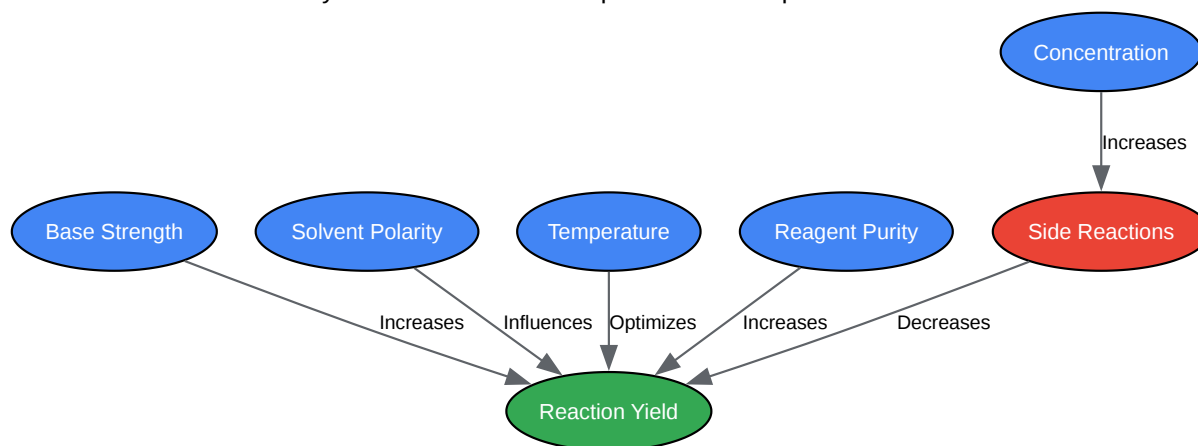 Concentration
Increases
Base Strength
Solvent Polarity
Temperature
Reagent Purity
Side Reactions
Increases
Influences
Optimizes
Increases
Decreases
Reaction Yield